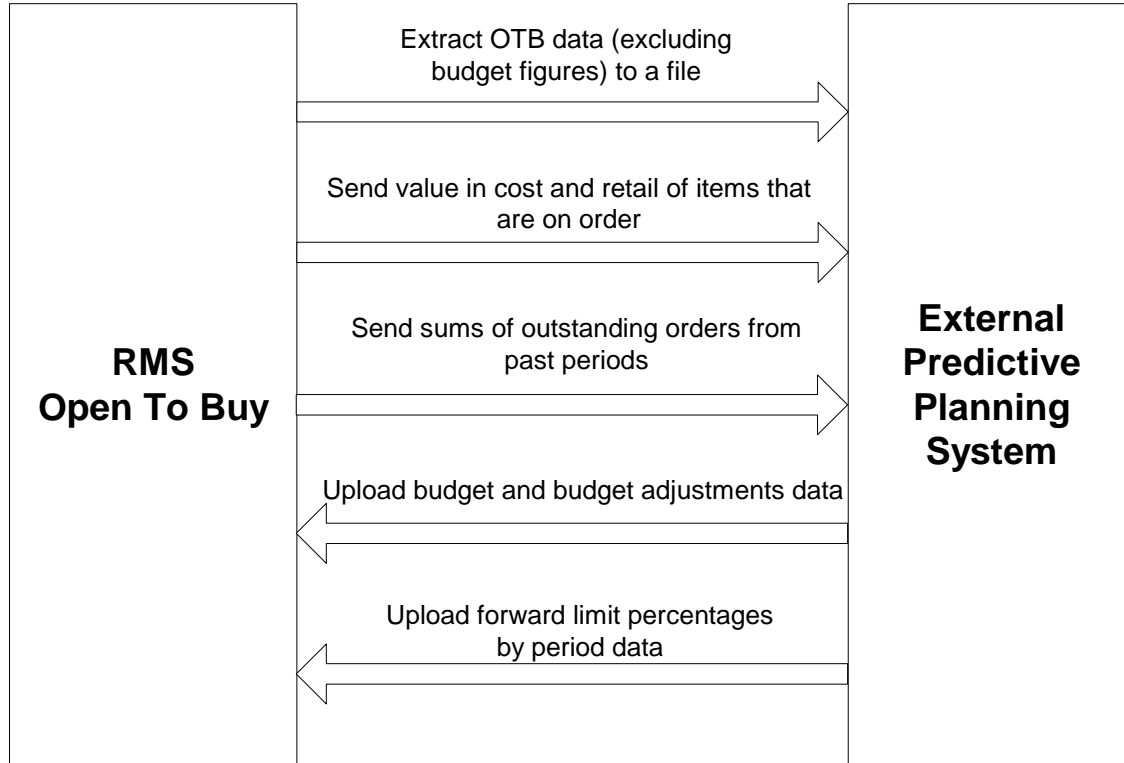 Extract OTB data (excluding
budget figures) to a file
Send value in cost and retail of items that
are on order
Send sums of outstanding orders from
past periods
RMS
Open To Buy
External
Predictive
Planning
System
Upload budget and budget adjustments data
Upload forward limit percentages
by period data